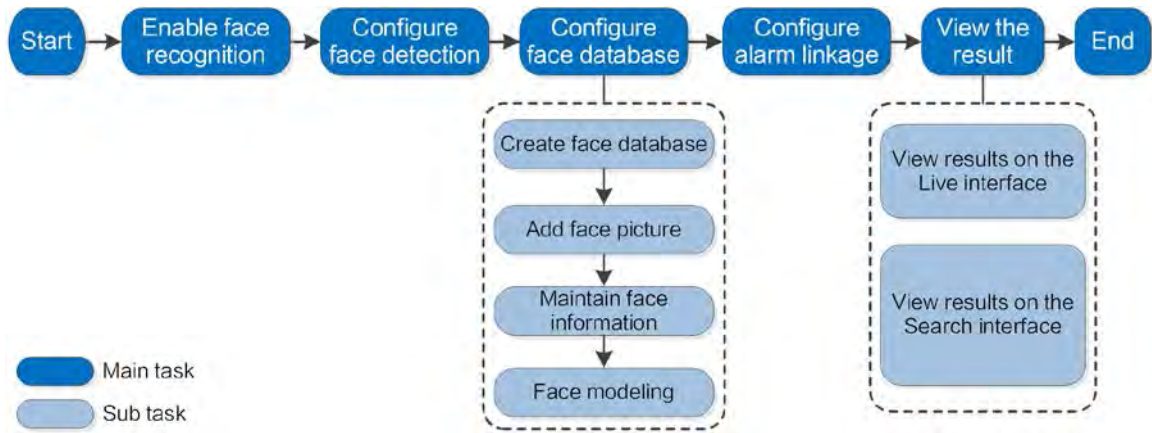 Start
Enable face
recognition
Configure
face detection
Configure
face database
Configure
alarm linkage
View the
result
End
Create face database
Add face picture
Maintain face
information
Face modeling
View results on the
Live interface
View results on the
Search interface
Main task
Sub task